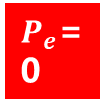 Pₑ =
0